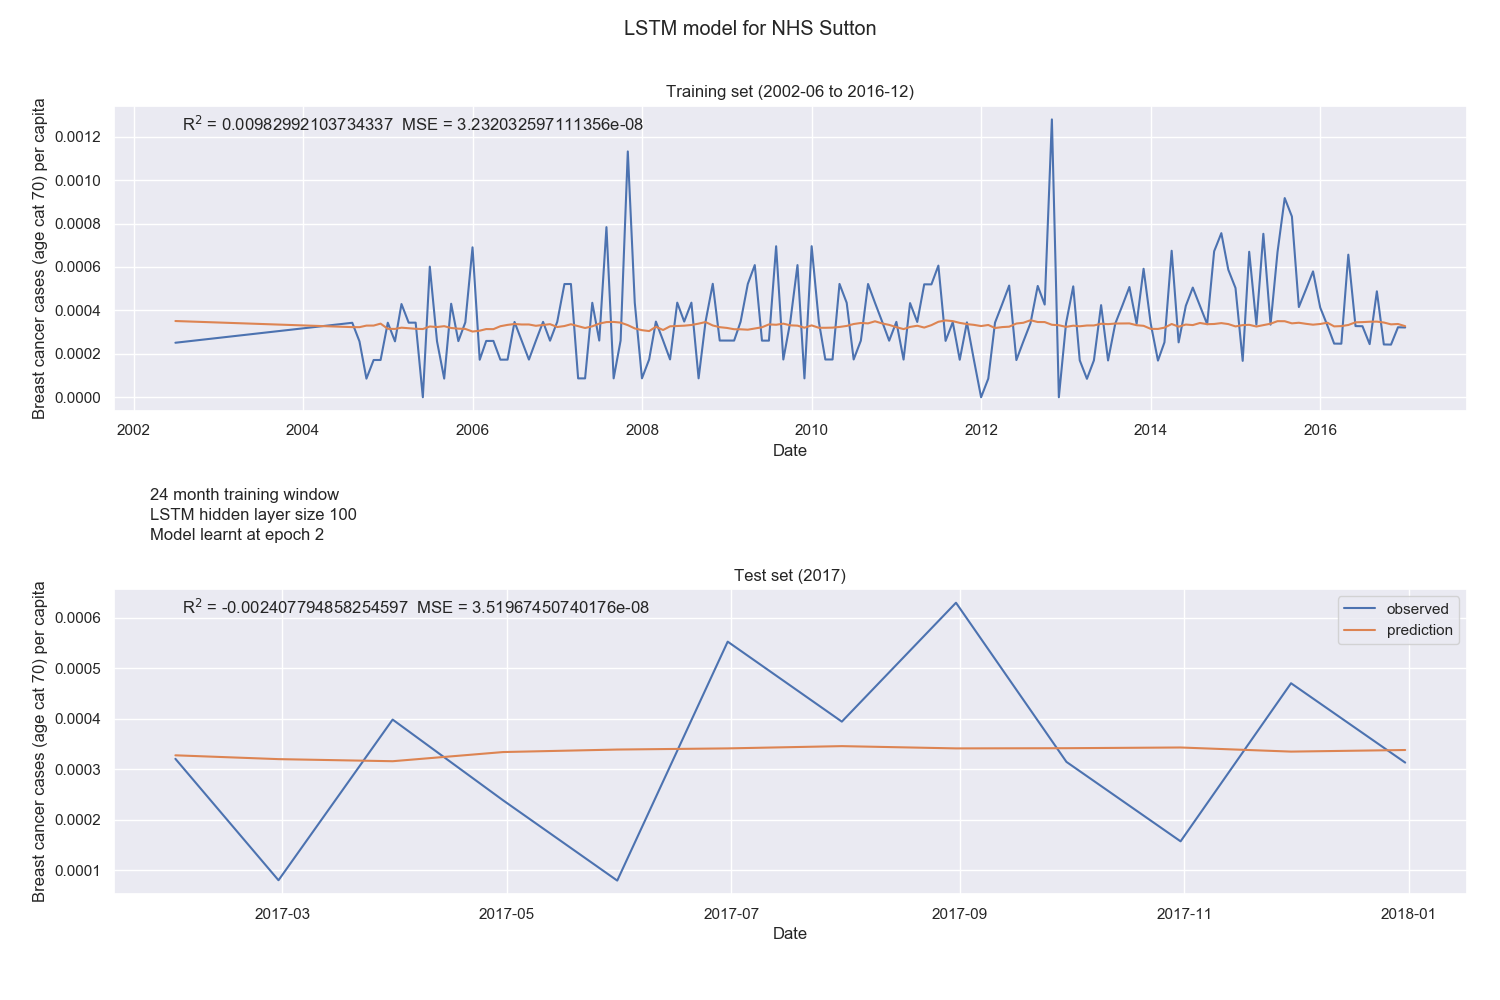 LSTM model for NHS Sutton
Training set (2002-06 to 2016-12)
R² = 0.00982992103734337 MSE = 3.232032597111356e-08
Breast cancer cases (age cat 70) per capita
0.0012
0.0010
0.0008
0.0006
0.0004
0.0002
0.0000
2002 2004 2006 2008 2010 2012 2014 2016
Date
24 month training window
LSTM hidden layer size 100
Model learnt at epoch 2
Test set (2017)
R² = -0.002407794858254597 MSE = 3.51967450740176e-08
observed
prediction
Breast cancer cases (age cat 70) per capita
0.0006
0.0005
0.0004
0.0003
0.0002
0.0001
2017-03 2017-05 2017-07 2017-09 2017-11 2018-01
Date